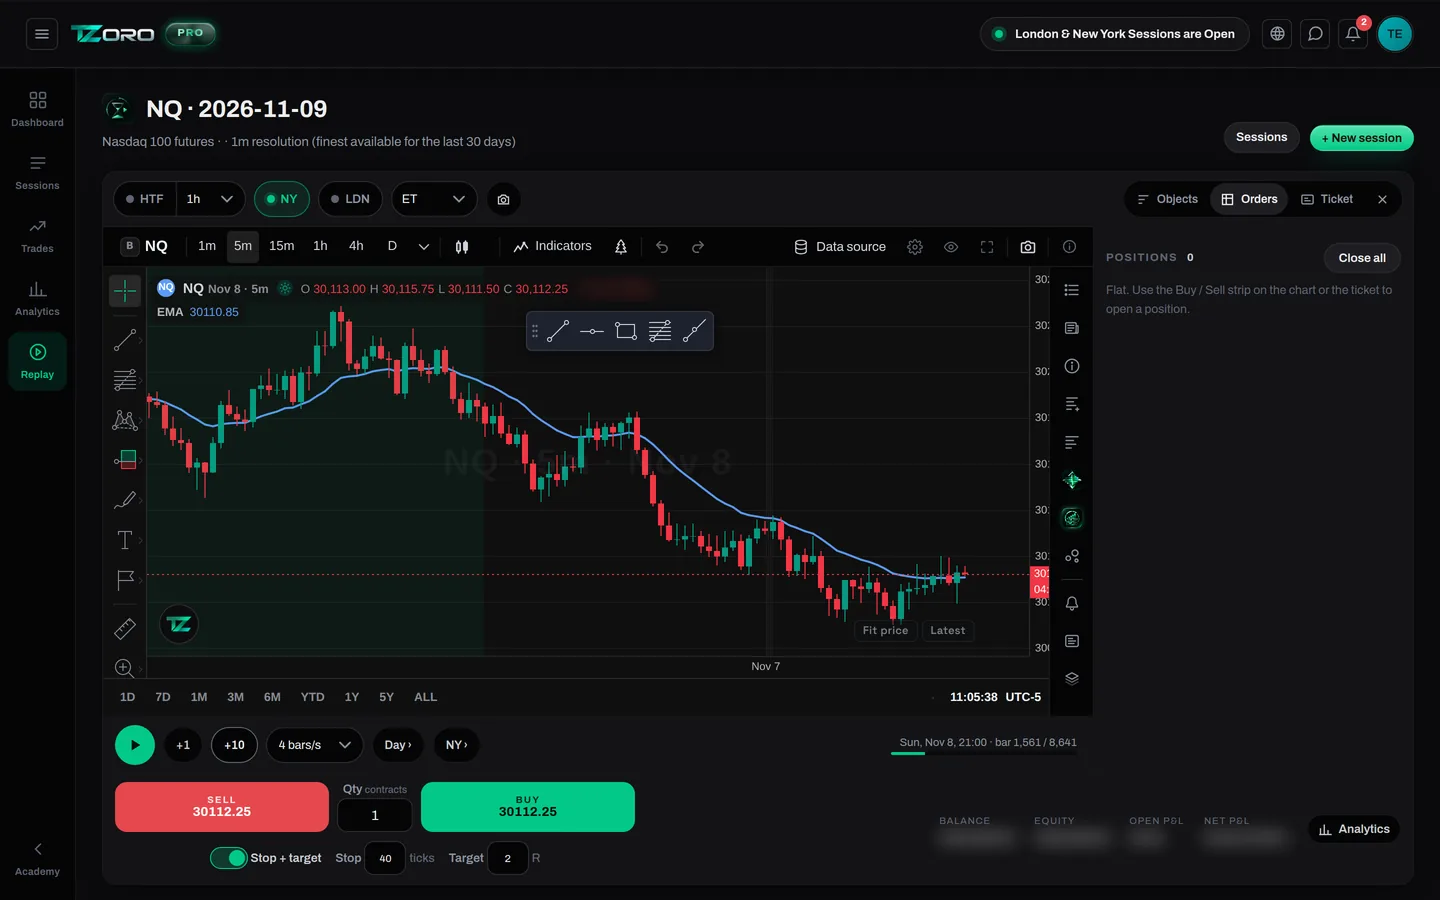 TZORO PRO
London & New York Sessions are Open
2
TE
Dashboard
Sessions
Trades
Analytics
Replay
Academy
NQ · 2026-11-09
Nasdaq 100 futures · · 1m resolution (finest available for the last 30 days)
Sessions
+ New session
HTF 1h NY LDN ET
Objects Orders Ticket
B NQ 1m 5m 15m 1h 4h D Indicators Data source
POSITIONS 0
Close all
Flat. Use the Buy / Sell strip on the chart or the ticket to
open a position.
NQ NQ Nov 8 · 5m O 30,113.00 H 30,115.75 L 30,111.50 C 30,112.25
EMA 30110.85
TZ
Fit price Latest
Nov 7
1D 7D 1M 3M 6M YTD 1Y 5Y ALL
11:05:38 UTC-5
+1 +10 4 bars/s Day › NY ›
Sun, Nov 8, 21:00 · bar 1,561 / 8,641
SELL
30112.25
Qty contracts
1
BUY
30112.25
Stop + target Stop 40 ticks Target 2 R
BALANCE EQUITY OPEN P&L NET P&L
Analytics